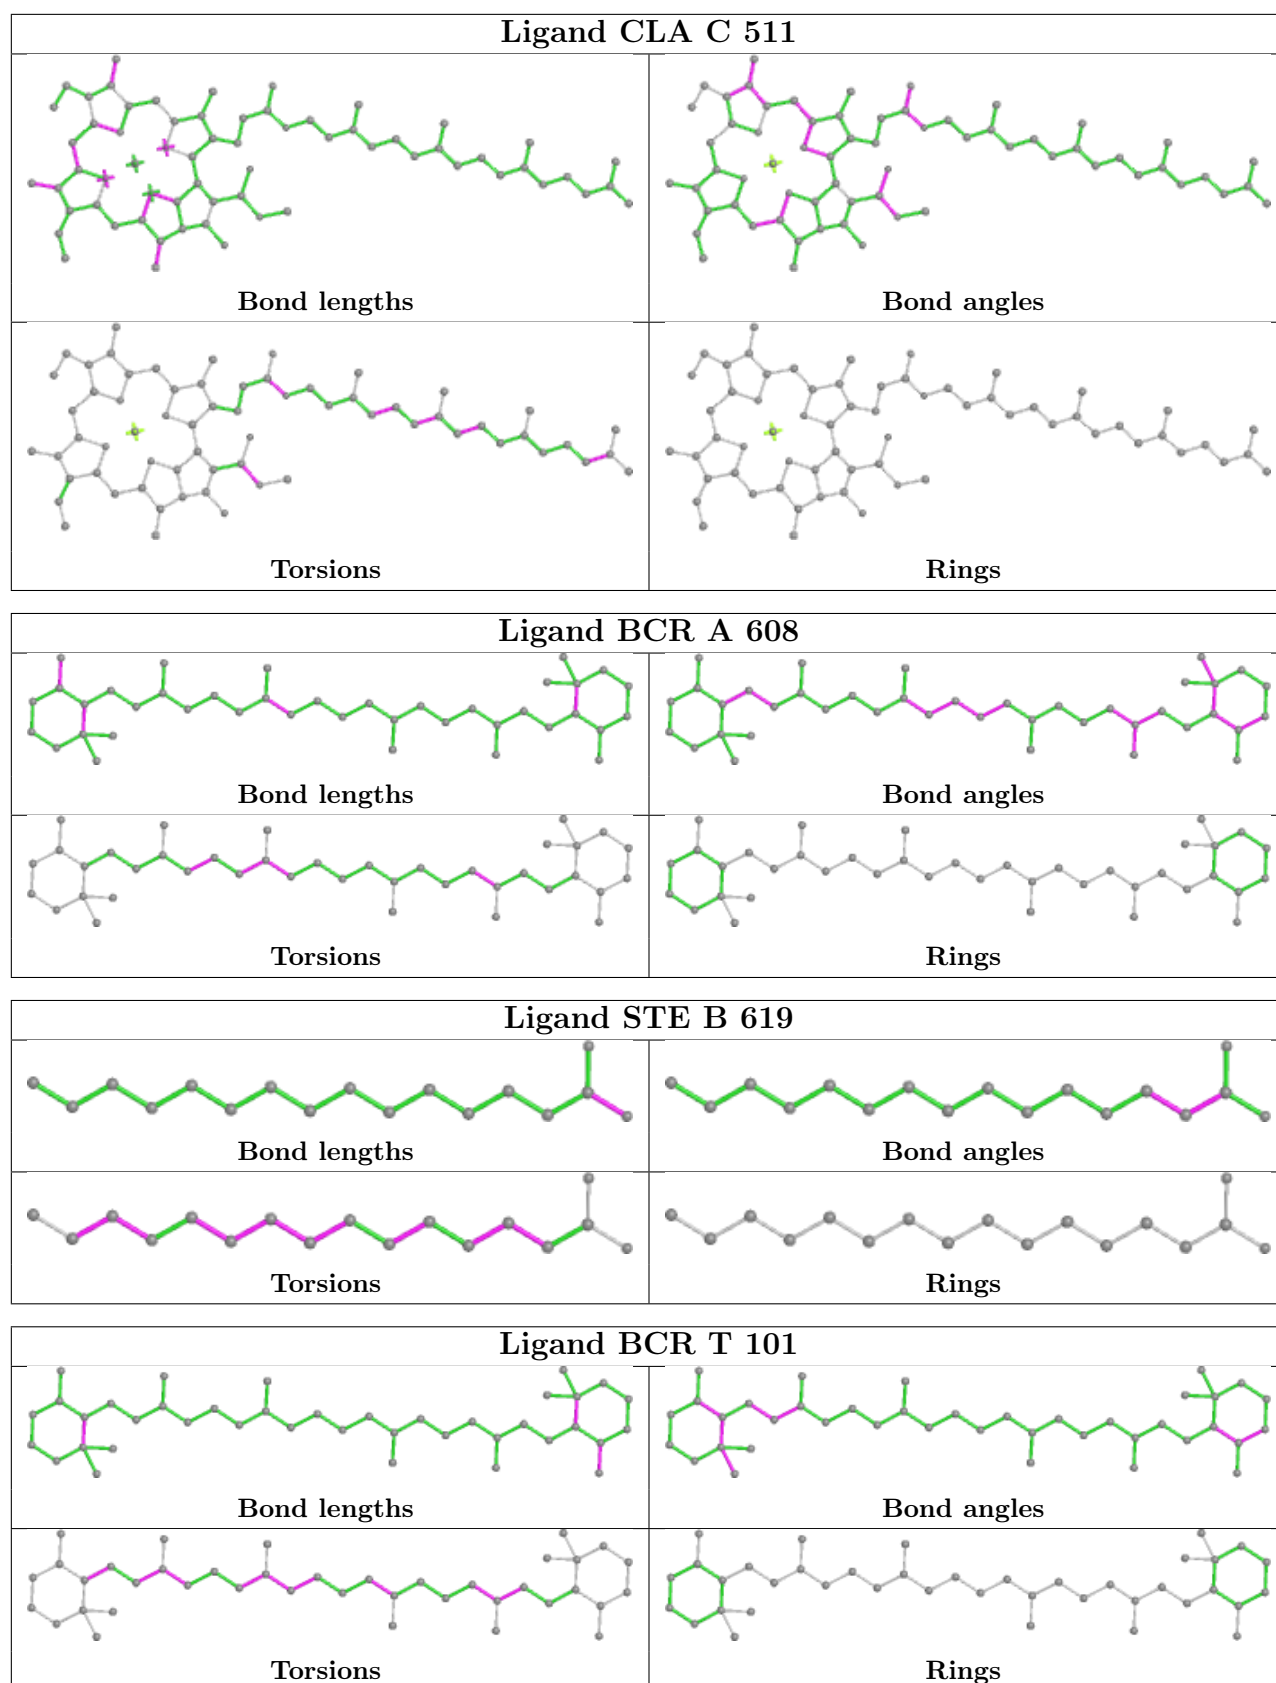 Ligand CLA C 511
Bond lengths
Bond angles
Torsions
Rings
Ligand BCR A 608
Bond lengths
Bond angles
Torsions
Rings
Ligand STE B 619
Bond lengths
Bond angles
Torsions
Rings
Ligand BCR T 101
Bond lengths
Bond angles
Torsions
Rings